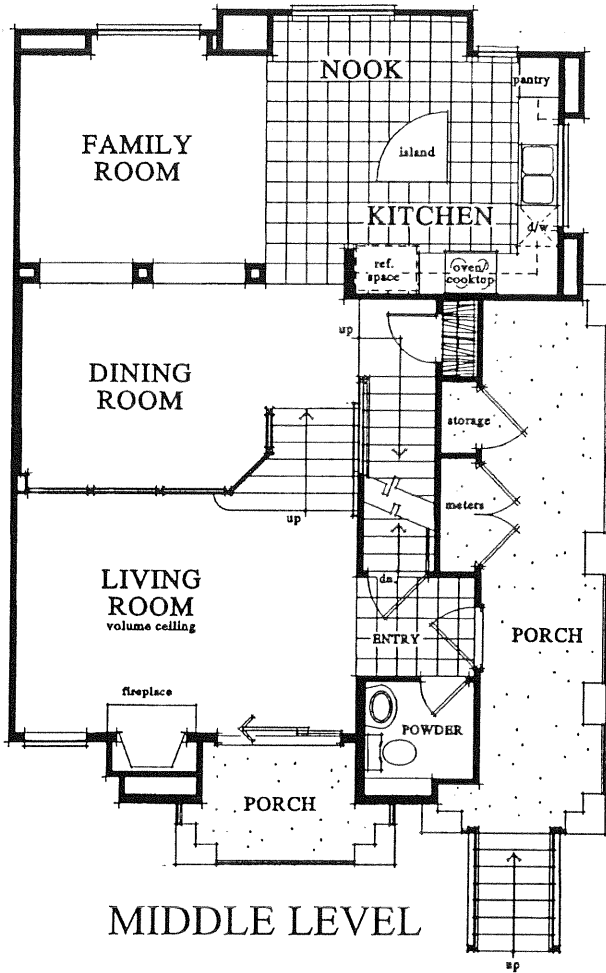 NOOK
pantry
FAMILY
ROOM
island
KITCHEN
d/w
ref.
space
oven/
cooktop
up
DINING
ROOM
storage
meters
up
LIVING
ROOM
volume ceiling
dn.
ENTRY
PORCH
fireplace
POWDER
PORCH
MIDDLE LEVEL
up